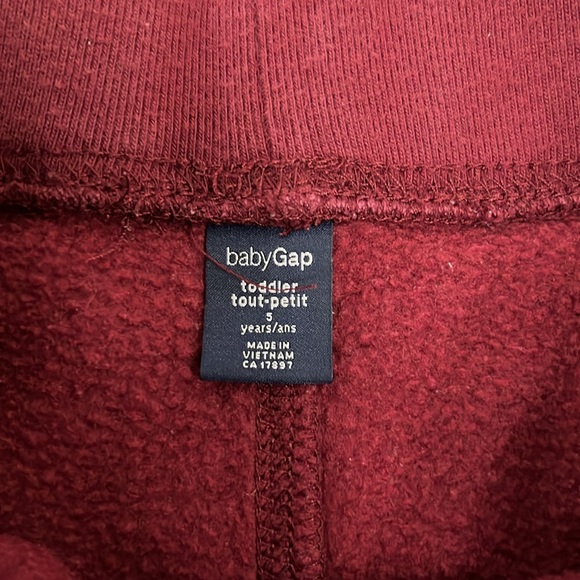 babyGap
toddler
tout-petit
5
years/ans
MADE IN
VIETNAM
CA 17897